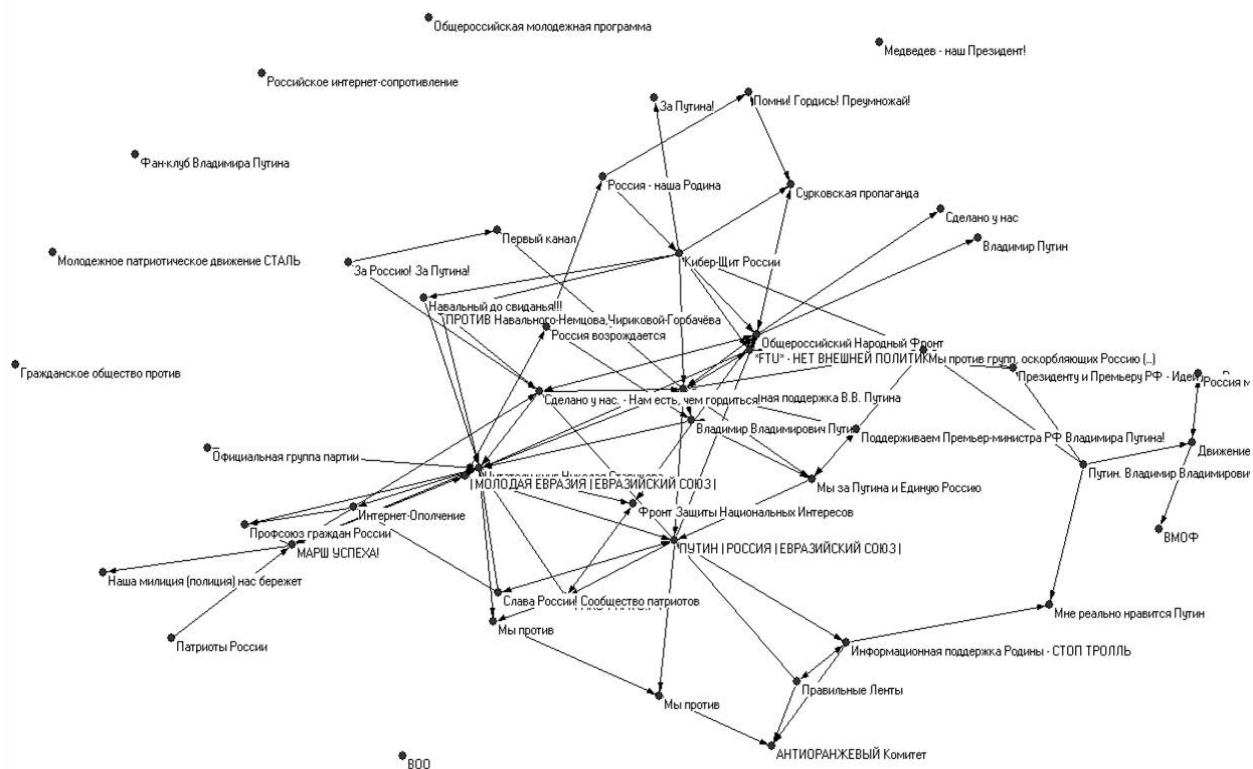 Общероссийская молодежная программа
Медведев - наш Президент!
Российское интернет-сопротивление
За Путина!
Помни! Гордись! Преумножай!
Фан-клуб Владимира Путина
Россия - наша Родина
Сурковская пропаганда
Сделано у нас
Первый канал
Владимир Путин
Молодежное патриотическое движение СТАЛЬ
За Россию! За Путина!
Кибер-Щит России
Навальный до свиданья!!!
ПРОТИВ Навального-Немцова,Чириковой-Горбачёва
Россия возрождается
Общероссийский Народный Фронт
*FTU* - НЕТ ВНЕШНЕЙ ПОЛИТИК
Мы против групп, оскорбляющих Россию (...)
Гражданское общество против
Президенту и Премьеру РФ - Идеи
Россия м
Сделано у нас. - Нам есть, чем гордиться!
ная поддержка В.В. Путина
Владимир Владимирович Путин
Поддерживаем Премьер-министра РФ Владимира Путина!
Официальная группа партии
Движение
Путин. Владимир Владимирович
| МОЛОДАЯ ЕВРАЗИЯ | ЕВРАЗИЙСКИЙ СОЮЗ |
Мы за Путина и Единую Россию
Фронт Защиты Национальных Интересов
Интернет-Ополчение
Профсоюз граждан России
ВМОФ
МАРШ УСПЕХА!
ПУТИН | РОССИЯ | ЕВРАЗИЙСКИЙ СОЮЗ |
Наша милиция (полиция) нас бережет
Слава России! Сообщество патриотов
Мне реально нравится Путин
Мы против
Патриоты России
Информационная поддержка Родины - СТОП ТРОЛЛЬ
Правильные Ленты
Мы против
АНТИОРАНЖЕВЫЙ Комитет
ВОО